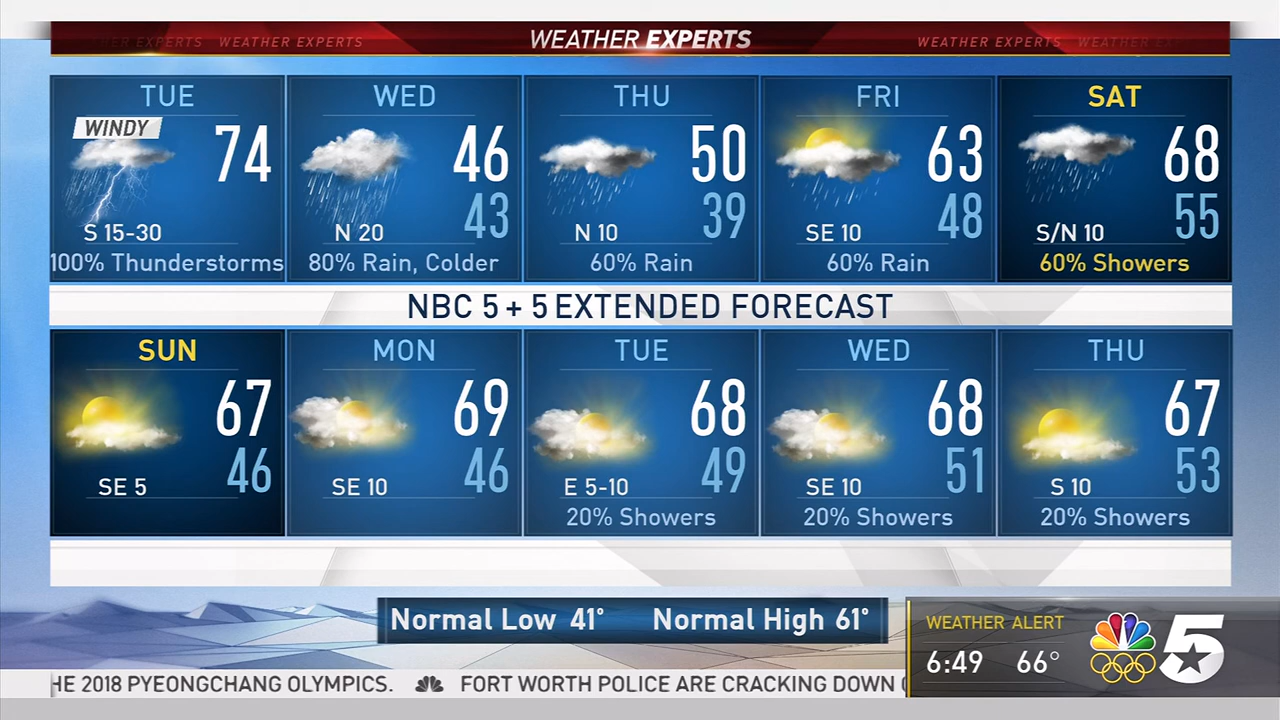 WEATHER EXPERTS
WEATHER EXPERTS
WEATHER EXPERTS
WEATHER EXPERTS
TUE
WINDY
74
S 15-30
100% Thunderstorms
WED
46
43
N 20
80% Rain, Colder
THU
50
39
N 10
60% Rain
FRI
63
48
SE 10
60% Rain
SAT
68
55
S/N 10
60% Showers
NBC 5 + 5 EXTENDED FORECAST
SUN
67
46
SE 5
MON
69
46
SE 10
TUE
68
49
E 5-10
20% Showers
WED
68
51
SE 10
20% Showers
THU
67
53
S 10
20% Showers
Normal Low 41° Normal High 61°
WEATHER ALERT
6:49 66°
5
HE 2018 PYEONGCHANG OLYMPICS. FORT WORTH POLICE ARE CRACKING DOWN